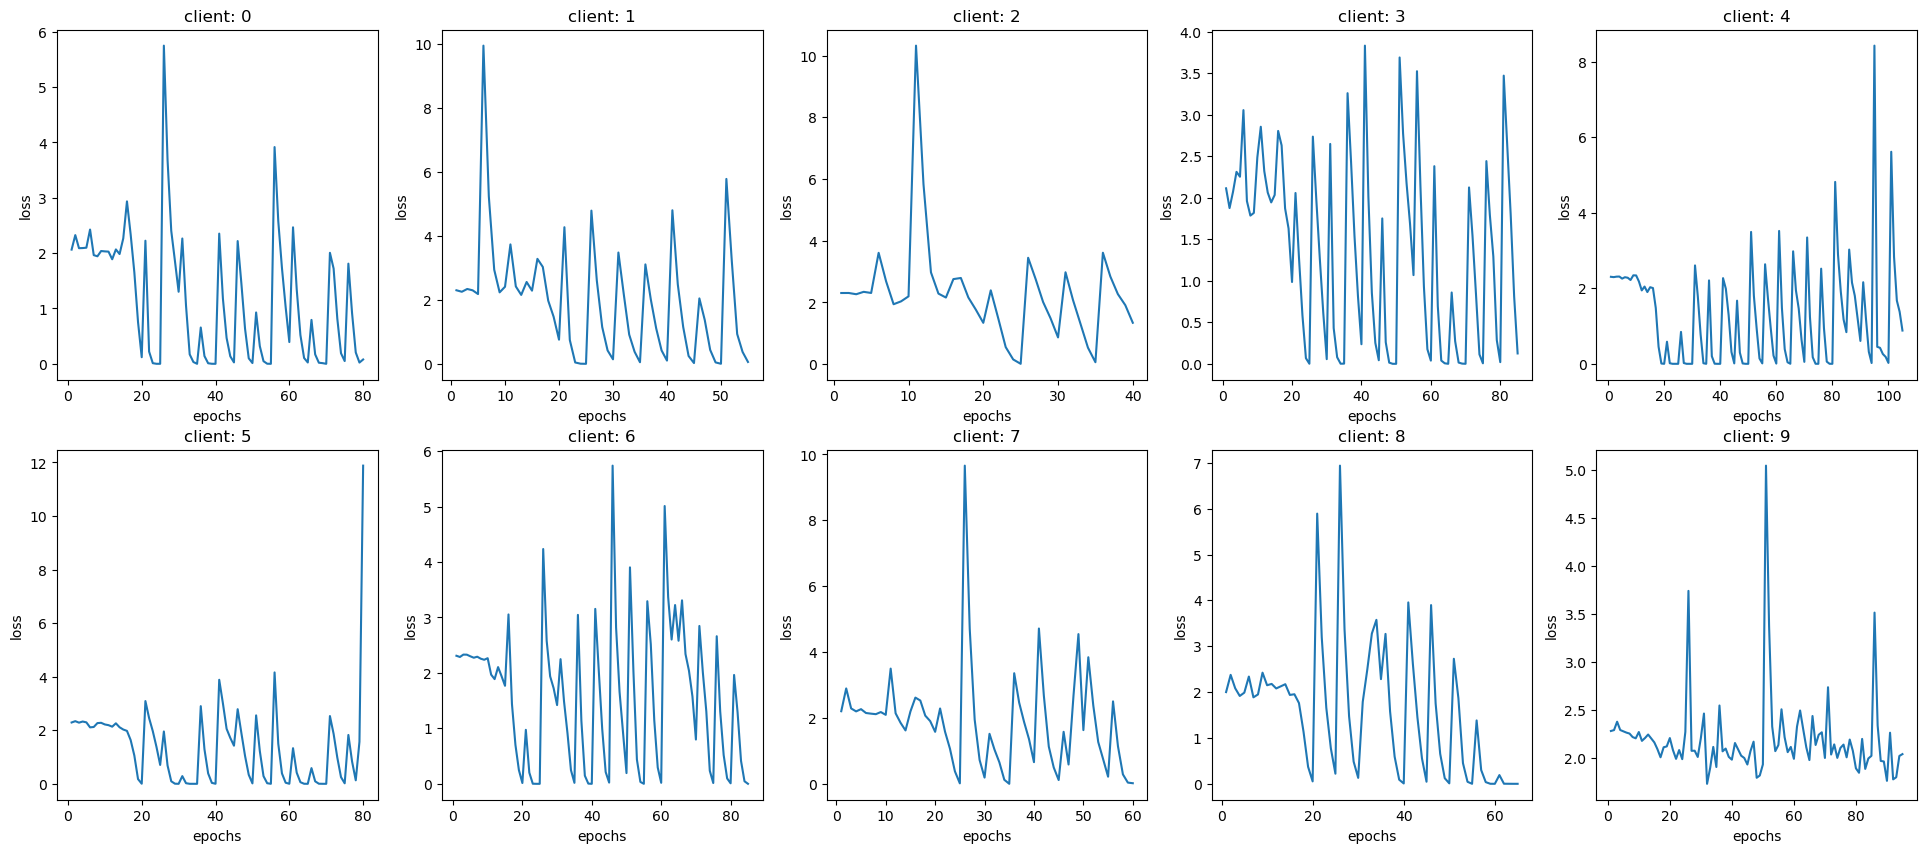 client: 0
6
5
4
3
2
1
0
loss
0 20 40 60 80
epochs
client: 1
10
8
6
4
2
0
loss
0 10 20 30 40 50
epochs
client: 2
10
8
6
4
2
0
loss
0 10 20 30 40
epochs
client: 3
4.0
3.5
3.0
2.5
2.0
1.5
1.0
0.5
0.0
loss
0 20 40 60 80
epochs
client: 4
8
6
4
2
0
loss
0 20 40 60 80 100
epochs
client: 5
12
10
8
6
4
2
0
loss
0 20 40 60 80
epochs
client: 6
6
5
4
3
2
1
0
loss
0 20 40 60 80
epochs
client: 7
10
8
6
4
2
0
loss
0 10 20 30 40 50 60
epochs
client: 8
7
6
5
4
3
2
1
0
loss
0 20 40 60
epochs
client: 9
5.0
4.5
4.0
3.5
3.0
2.5
2.0
loss
0 20 40 60 80
epochs